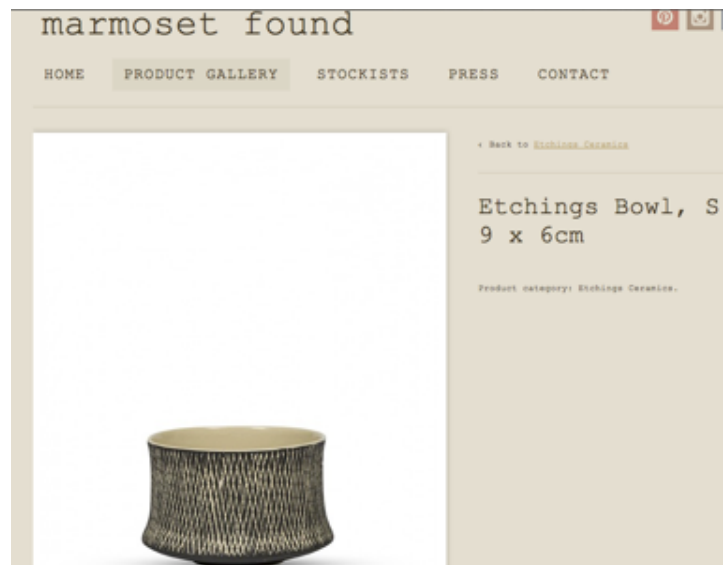 marmoset found
HOME PRODUCT GALLERY STOCKISTS PRESS CONTACT
‹ Back to Etchings Ceramics
Etchings Bowl, S
9 x 6cm
Product category: Etchings Ceramics.